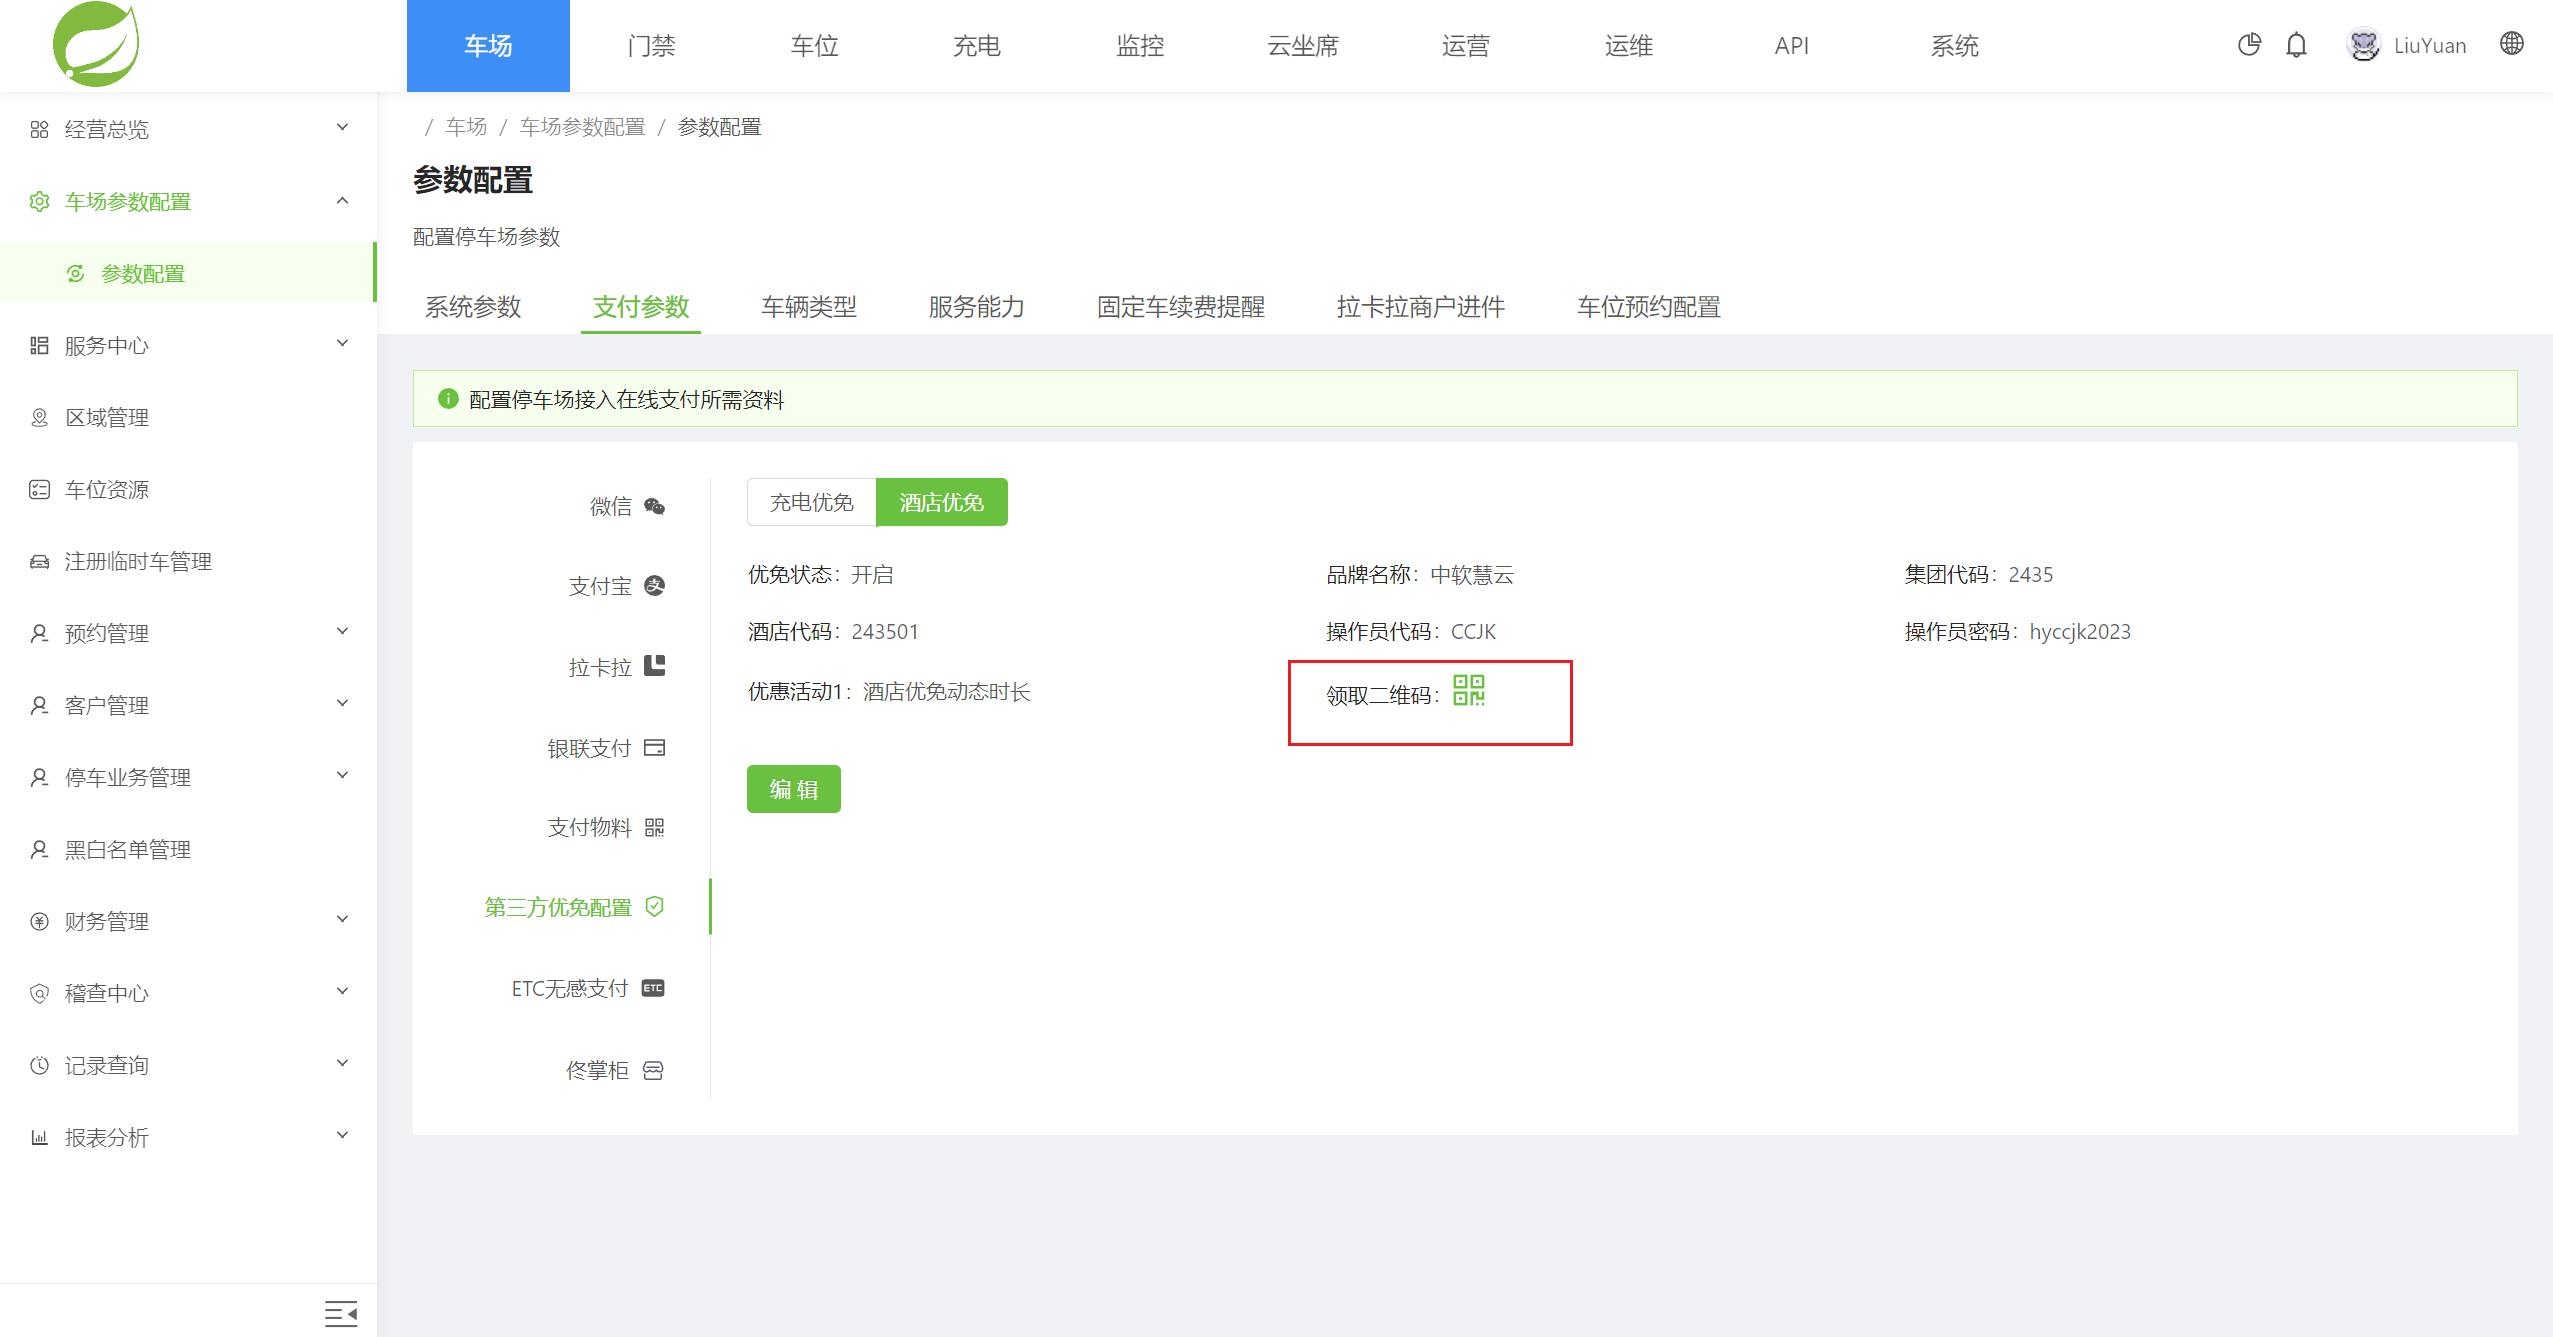 车场 门禁 车位 充电 监控 云坐席 运营 运维 API 系统 LiuYuan
经营总览
车场参数配置
参数配置
服务中心
区域管理
车位资源
注册临时车管理
预约管理
客户管理
停车业务管理
黑白名单管理
财务管理
稽查中心
记录查询
报表分析
/ 车场 / 车场参数配置 / 参数配置
参数配置
配置停车场参数
系统参数 支付参数 车辆类型 服务能力 固定车续费提醒 拉卡拉商户进件 车位预约配置
配置停车场接入在线支付所需资料
微信
支付宝
拉卡拉
银联支付
支付物料
第三方优免配置
ETC无感支付 ETC
佟掌柜
充电优免 酒店优免
优免状态：开启 品牌名称：中软慧云 集团代码：2435
酒店代码：243501 操作员代码：CCJK 操作员密码：hyccjk2023
优惠活动1：酒店优免动态时长 领取二维码：
编 辑